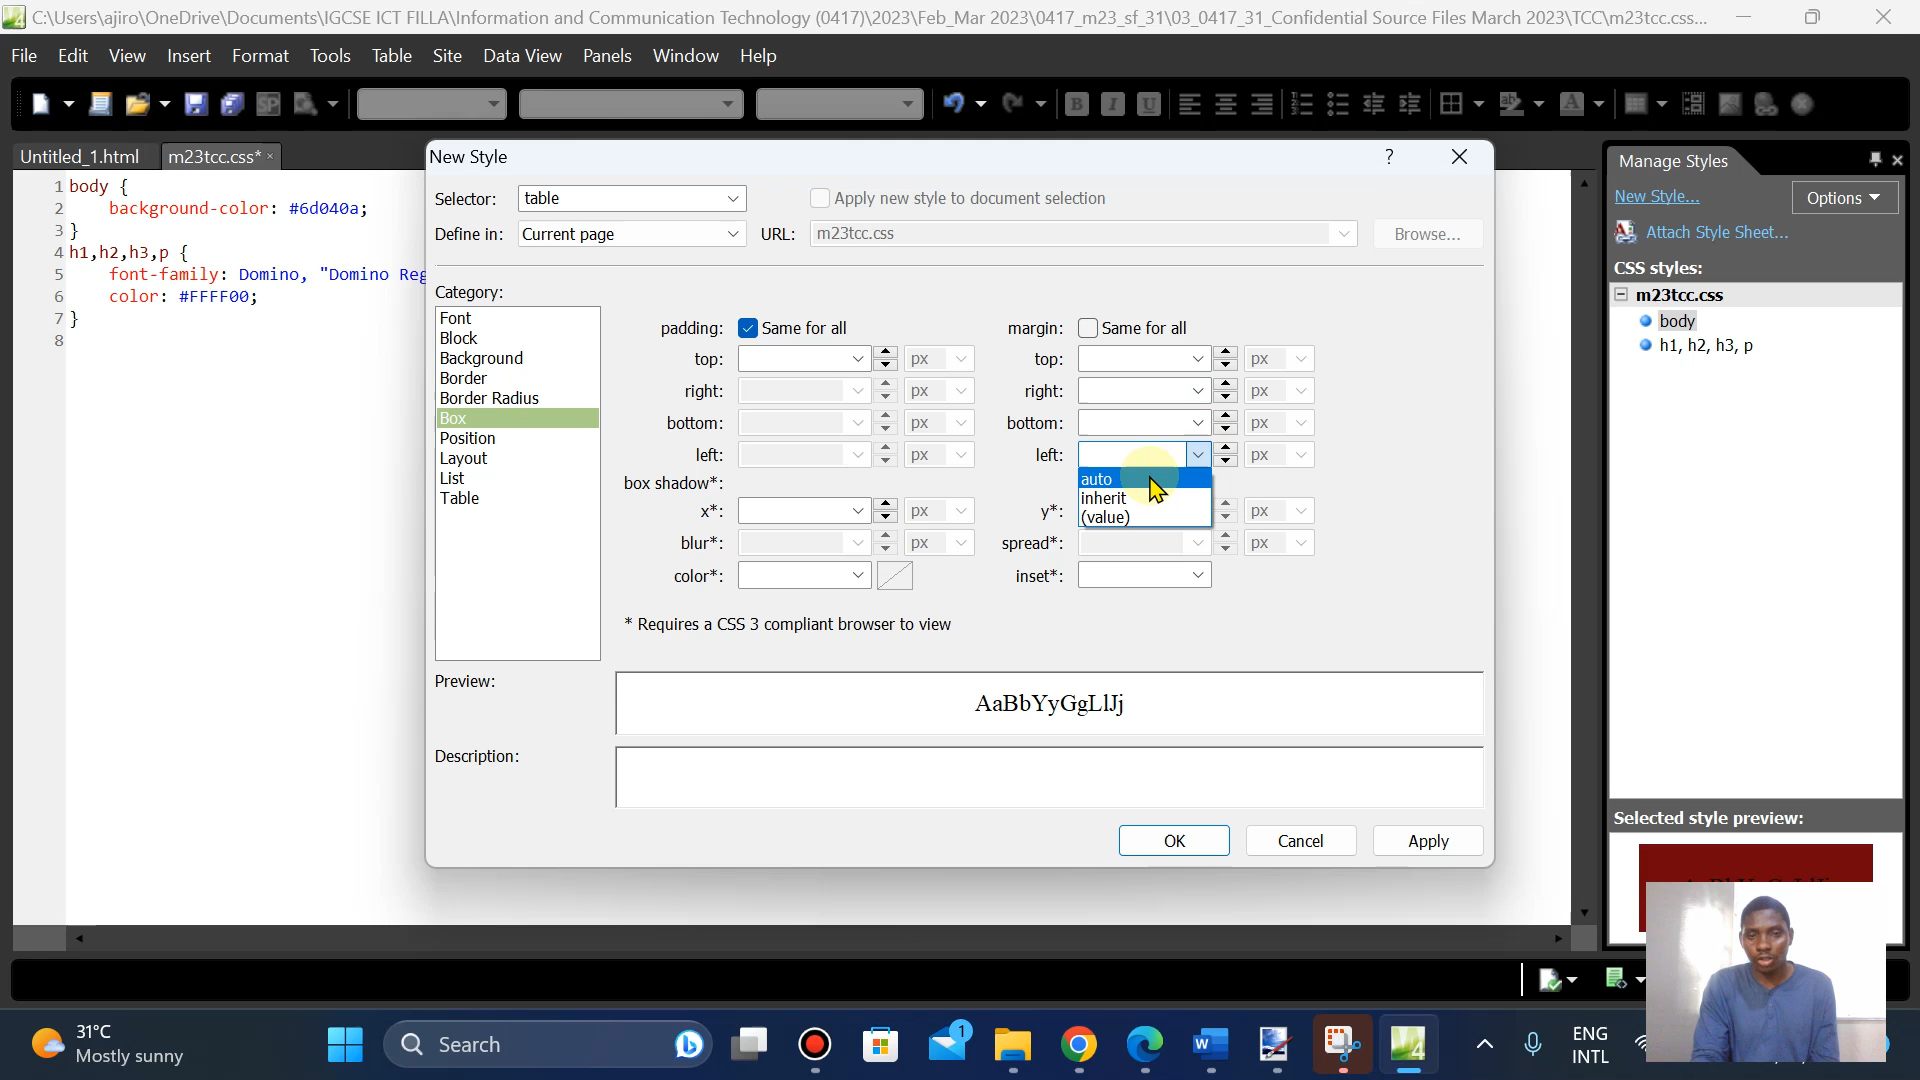 C:\Users\ajiro\OneDrive\Documents\IGCSE ICT FILLA\Information and Communication Technology (0417)\2023\Feb_Mar 2023\0417_m23_sf_31\03_0417_31_Confidential Source Files March 2023\TCC\m23tcc.css...
File Edit View Insert Format Tools Table Site Data View Panels Window Help
Untitled_1.html m23tcc.css*
1 body {
2 background-color: #6d040a;
3 }
4 h1,h2,h3,p {
5 font-family: Domino, "Domino Reg
6 color: #FFFF00;
7 }
8
New Style
Selector: table Apply new style to document selection
Define in: Current page URL: m23tcc.css Browse...
Category:
Font
Block
Background
Border
Border Radius
Box
Position
Layout
List
Table
padding: Same for all margin: Same for all
top: px top: px
right: px right: px
bottom: px bottom: px
left: px left: px
auto
inherit
(value)
box shadow*:
x*: px y*: px
blur*: px spread*: px
color*: inset*:
* Requires a CSS 3 compliant browser to view
Preview: AaBbYyGgLlJj
Description:
OK Cancel Apply
Manage Styles
New Style... Options
Attach Style Sheet...
CSS styles:
m23tcc.css
body
h1, h2, h3, p
Selected style preview:
31°C
Mostly sunny
Search
1
ENG
INTL